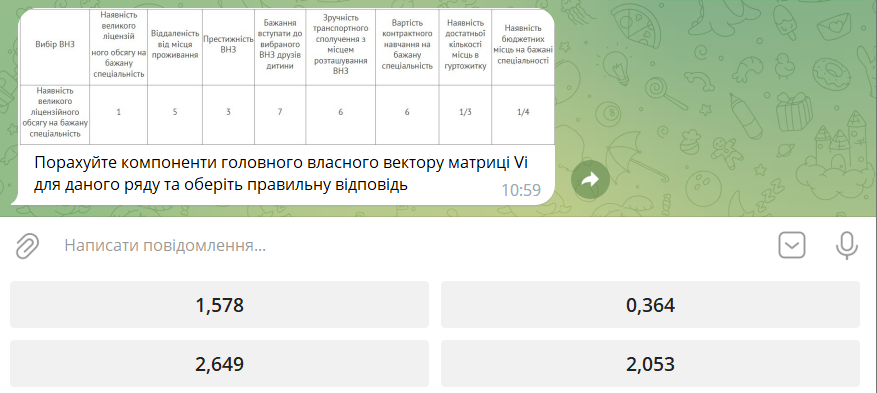 Вибір ВНЗ
Наявність
великого
ліцензій
ного обсягу на
бажану
спеціальність
Віддаленість
від місця
проживання
Престижність
ВНЗ
Бажання
вступати до
вибраного
ВНЗ друзів
дитини
Зручність
транспортного
сполучення з
місцем
розташування
ВНЗ
Вартість
контрактного
навчання на
бажану
спеціальність
Наявність
достатньої
кількості
місць в
гуртожитку
Наявність
бюджетних
місць на бажані
спеціальності
Наявність
великого
ліцензійного
обсягу на бажану
спеціальність
1
5
3
7
6
6
1/3
1/4
Порахуйте компоненти головного власного вектору матриці Vi
для даного ряду та оберіть правильну відповідь
10:59
Написати повідомлення...
1,578
0,364
2,649
2,053